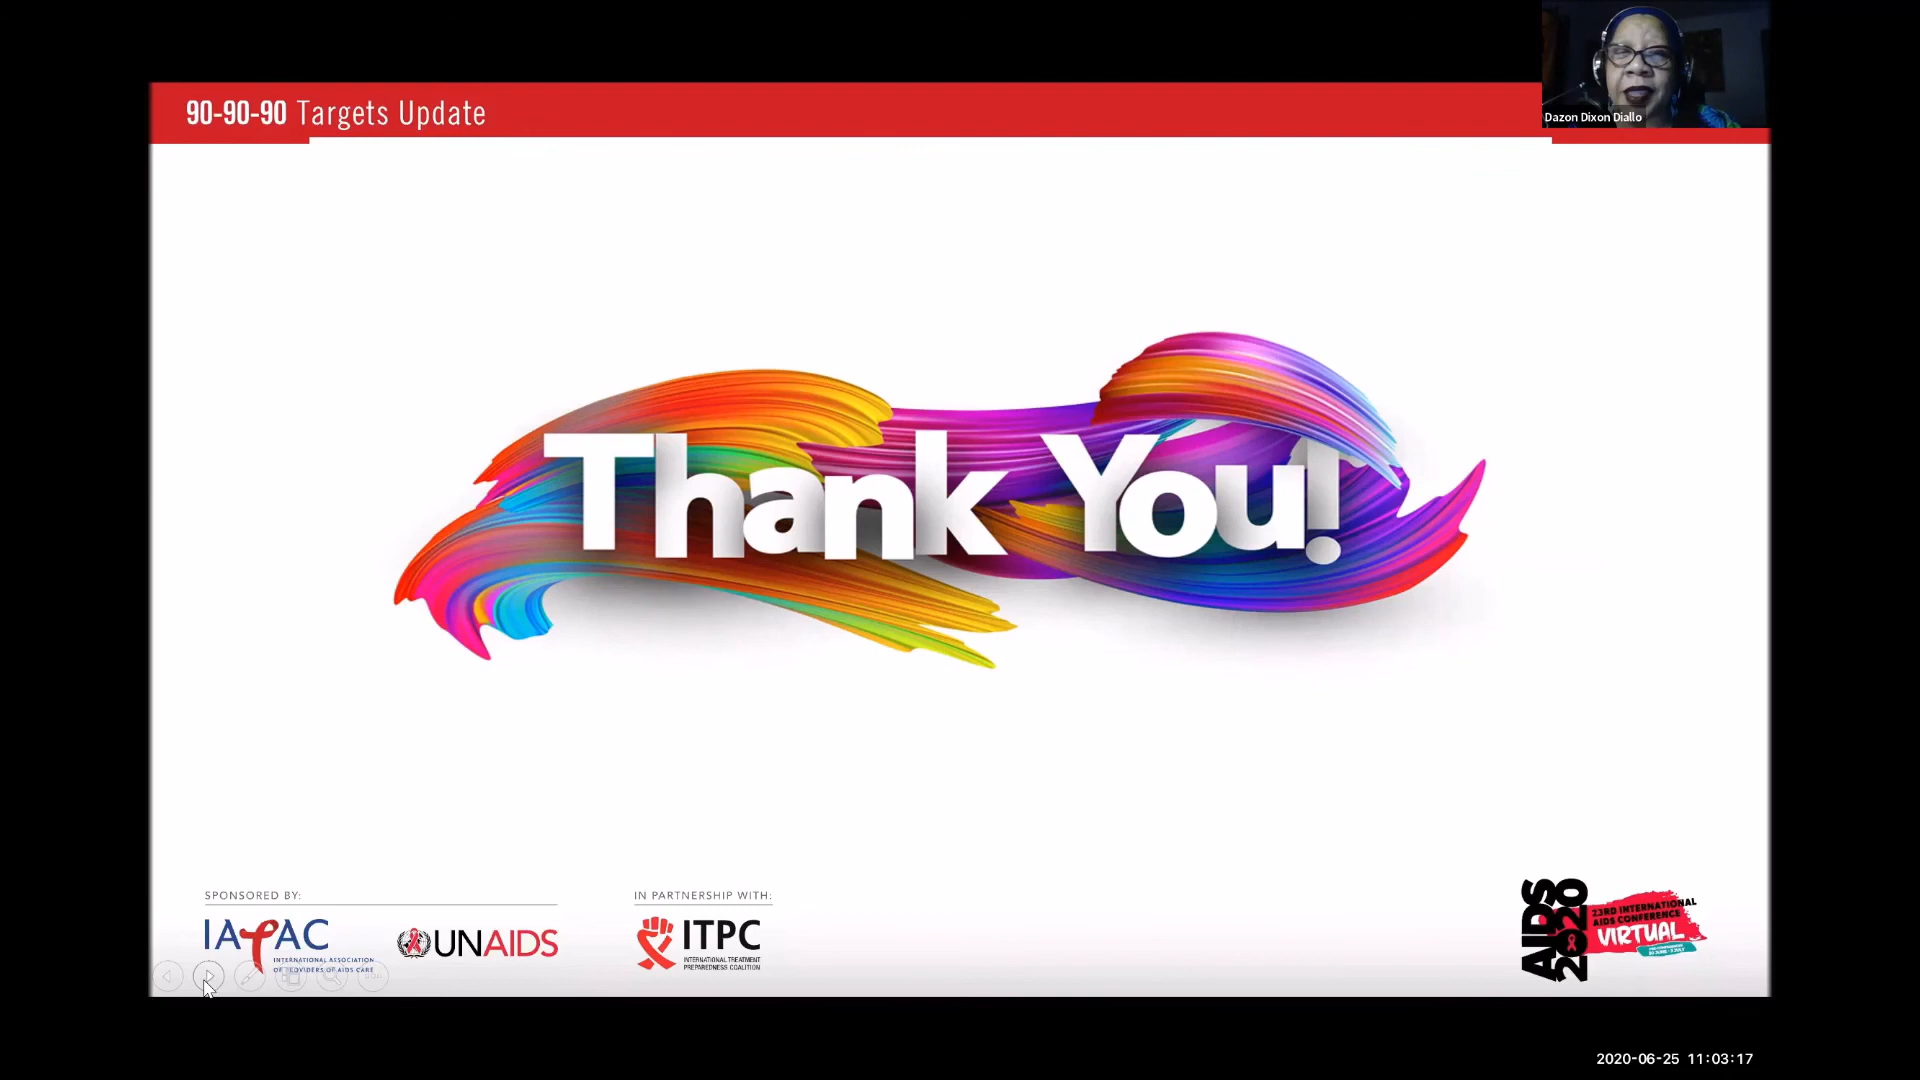 90-90-90 Targets Update
Dazon Dixon Diallo
Thank You!
SPONSORED BY:
IAPAC
INTERNATIONAL ASSOCIATION
OF PROVIDERS OF AIDS CARE
UNAIDS
IN PARTNERSHIP WITH:
ITPC
INTERNATIONAL TREATMENT
PREPAREDNESS COALITION
AIDS
2020
23RD INTERNATIONAL
AIDS CONFERENCE
VIRTUAL
2020-06-25 11:03:17